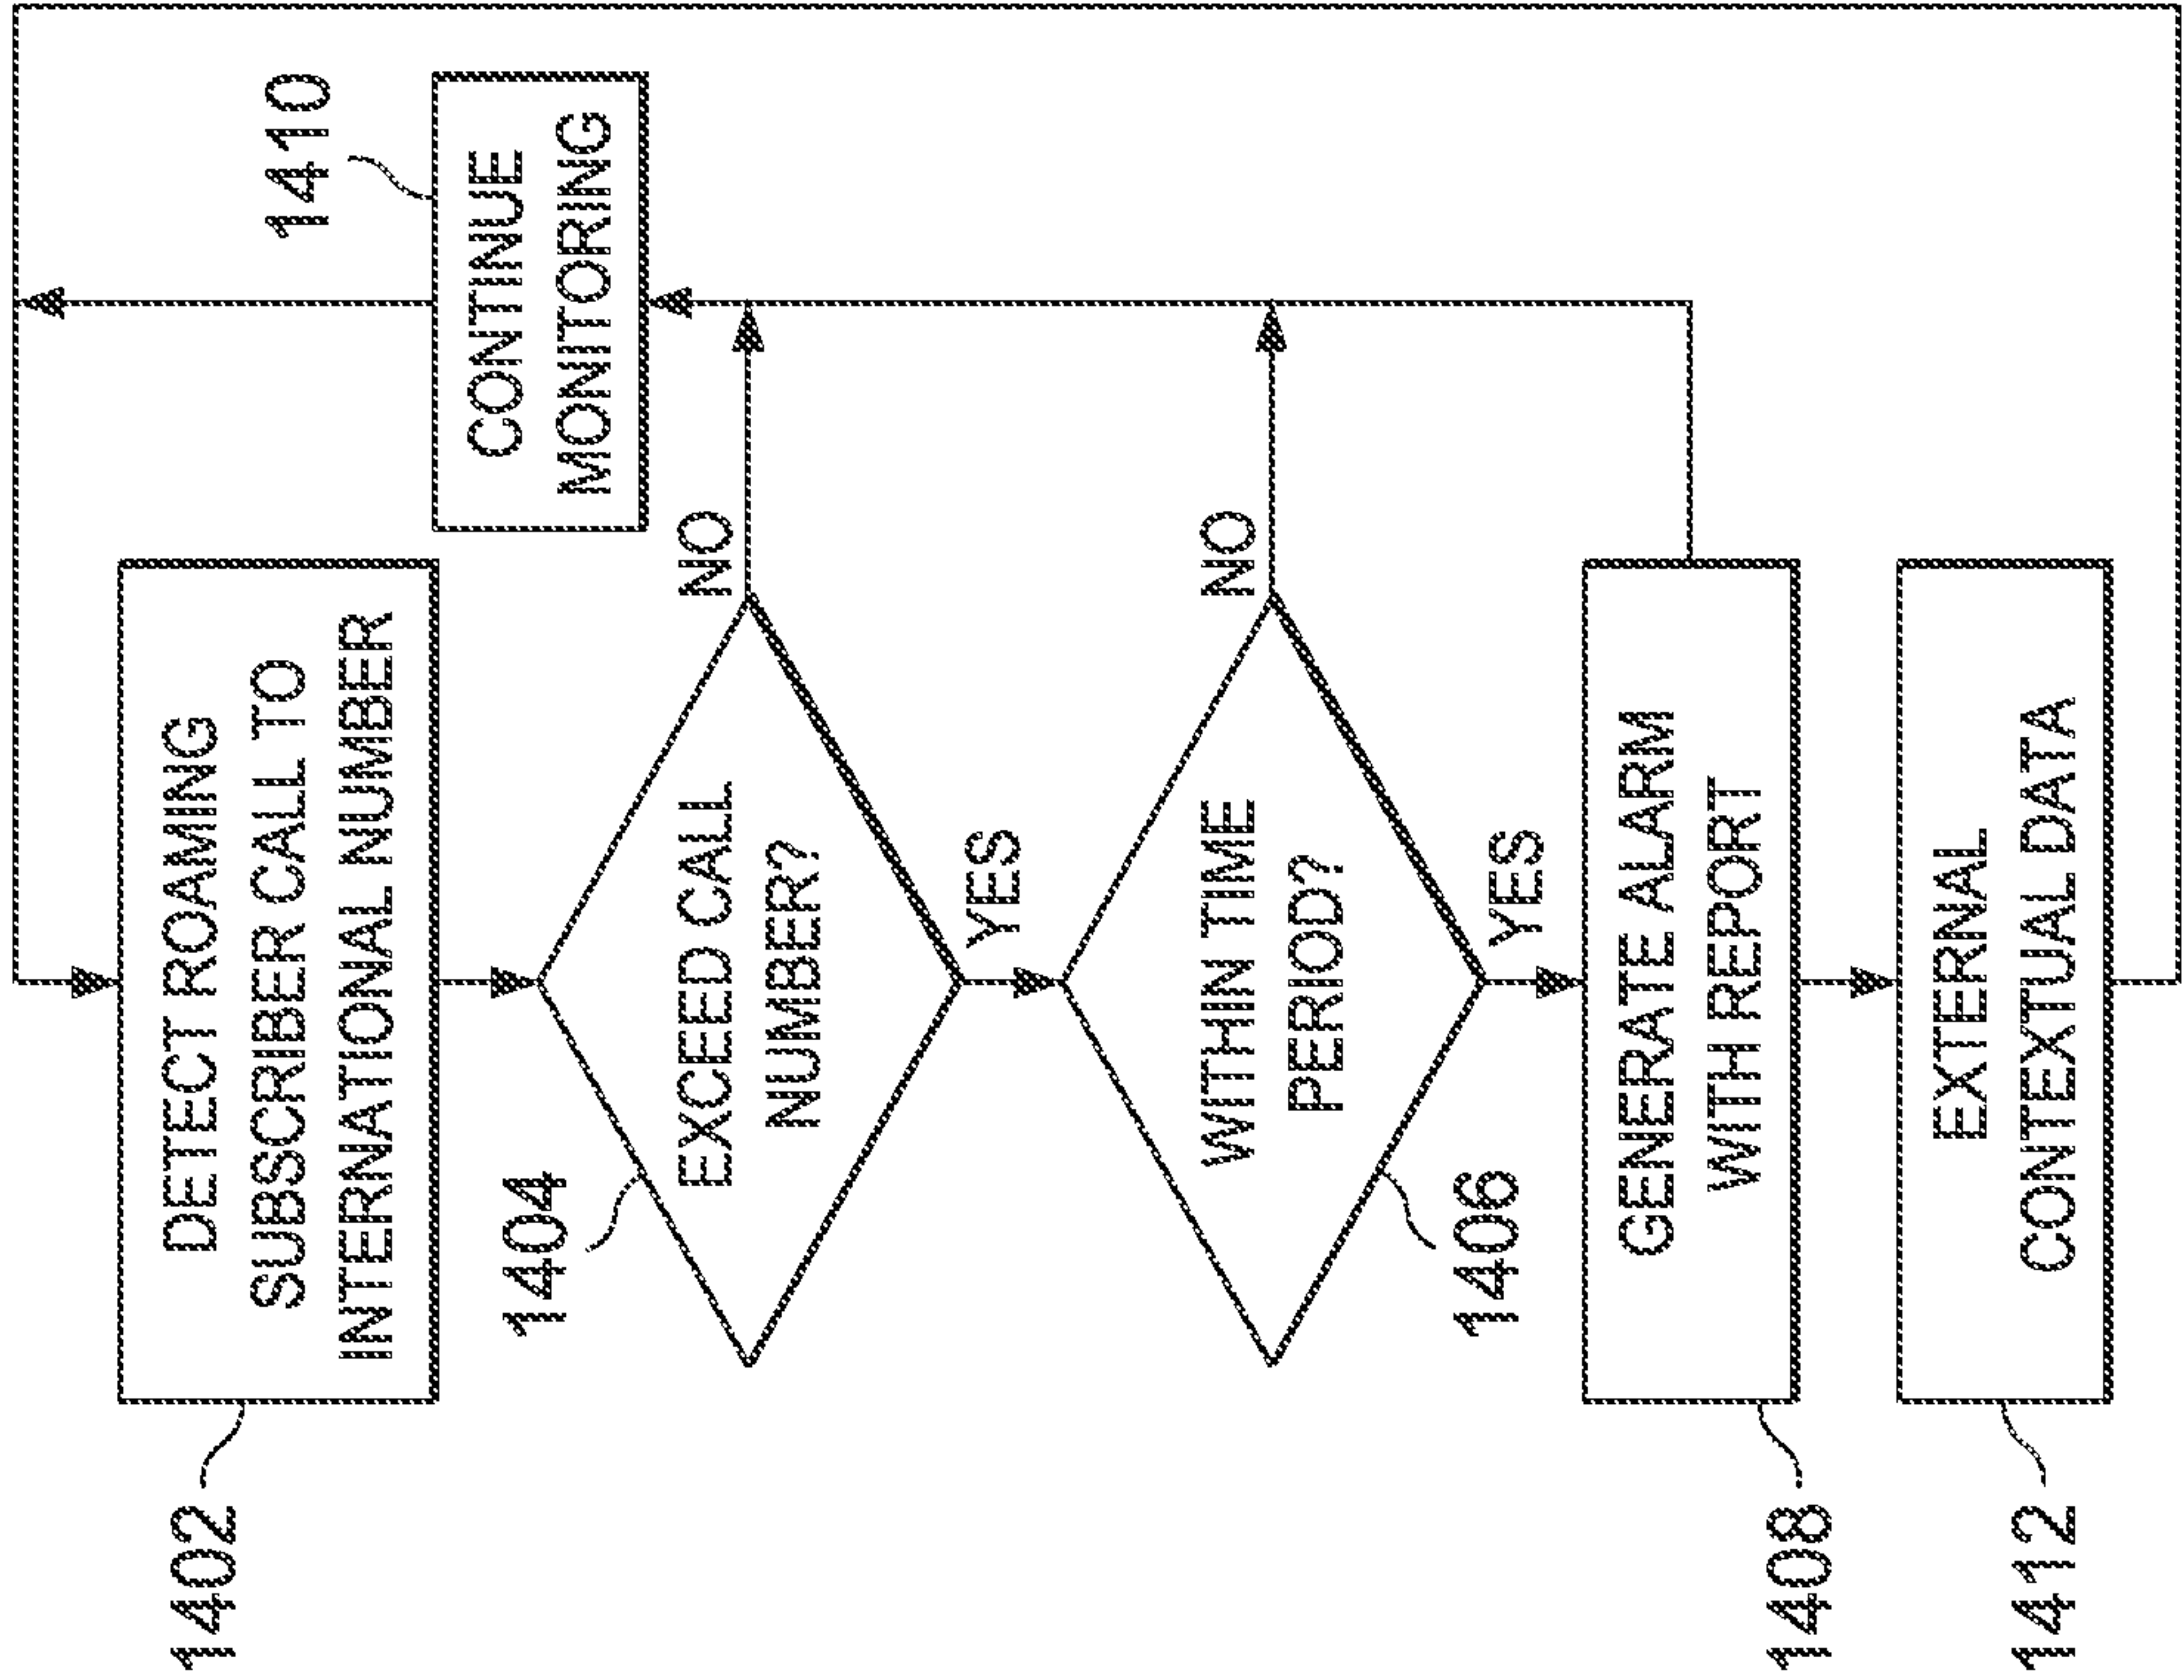 1402
DETECT ROAMING
SUBSCRIBER CALL TO
INTERNATIONAL NUMBER
1404
EXCEED CALL
NUMBER?
NO
YES
1410
CONTINUE
MONITORING
1406
WITHIN TIME
PERIOD?
NO
YES
1408
GENERATE ALARM
WITH REPORT
1412
EXTERNAL
CONTEXTUAL DATA